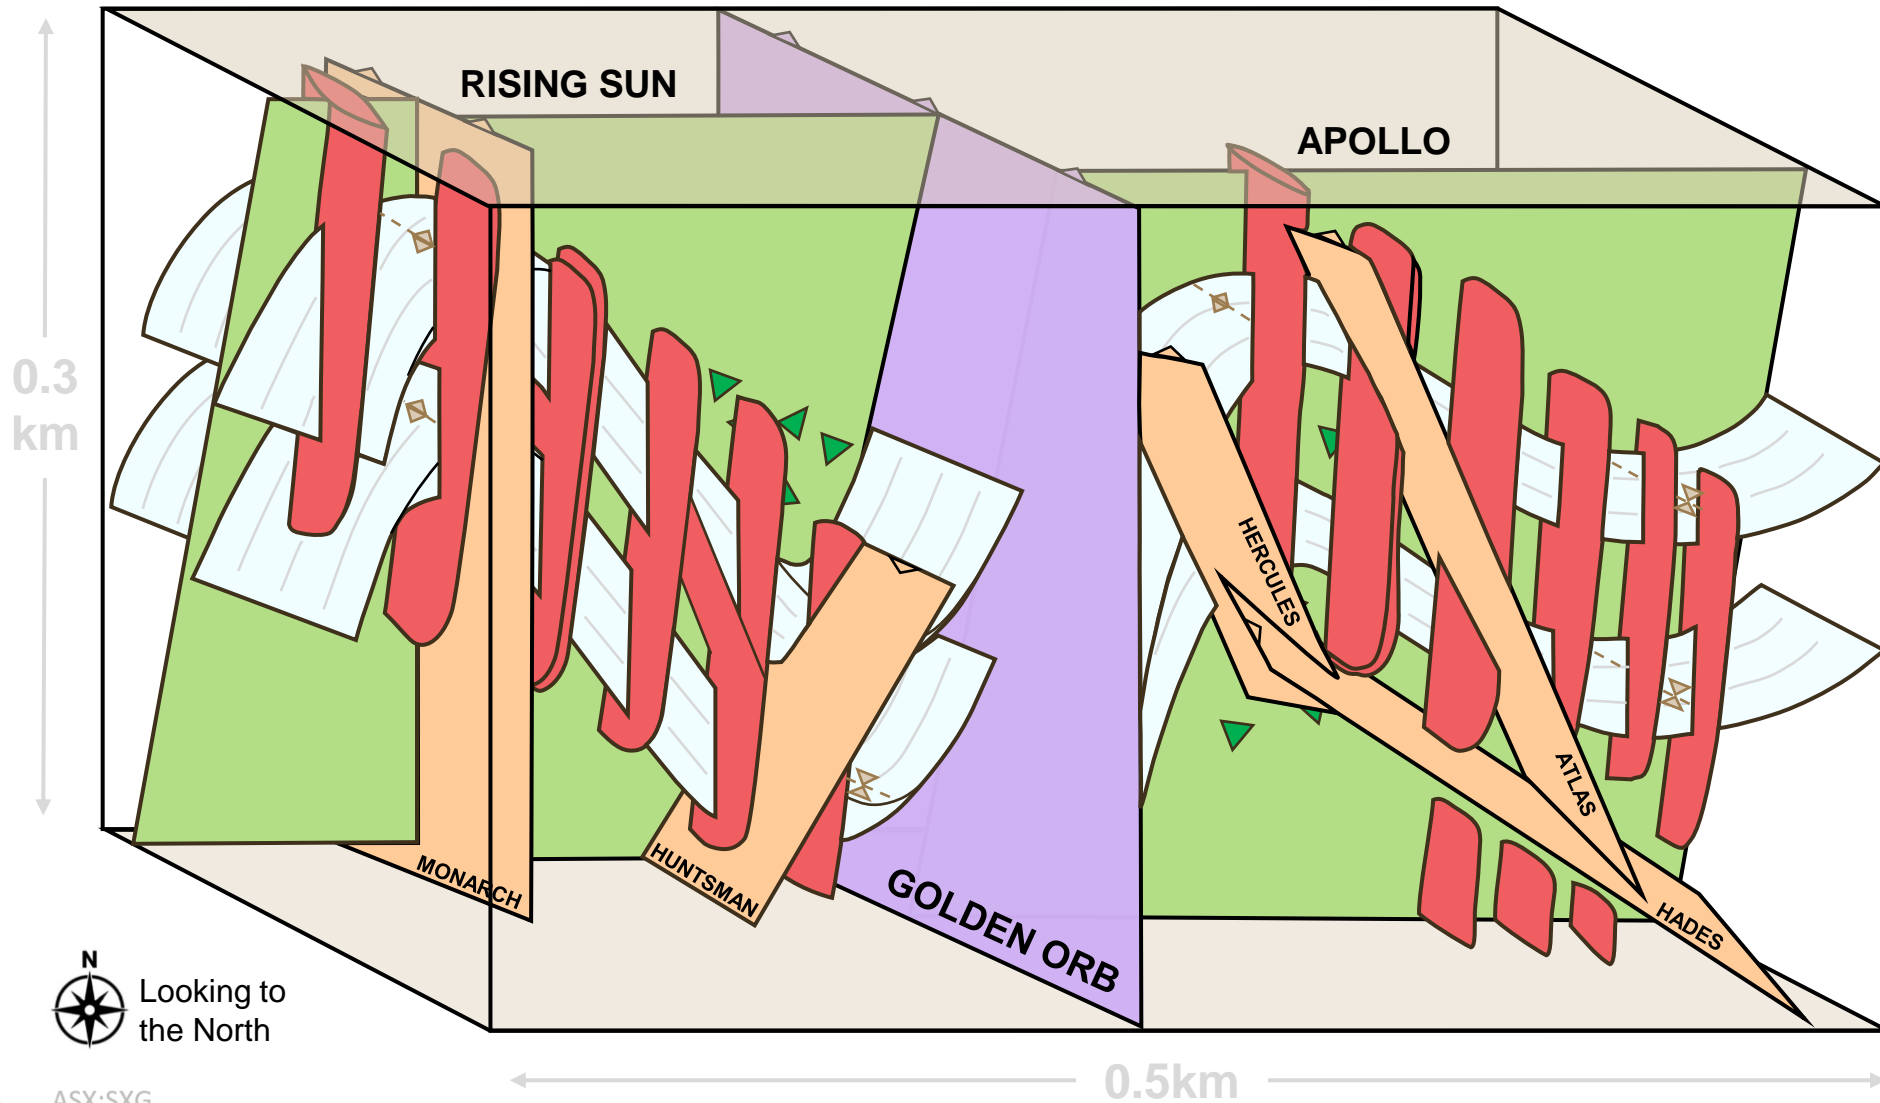 RISING SUN
APOLLO
0.3
km
HERCULES
ATLAS
MONARCH
HUNTSMAN
GOLDEN ORB
HADES
N
Looking to
the North
0.5km
ASX:SXG